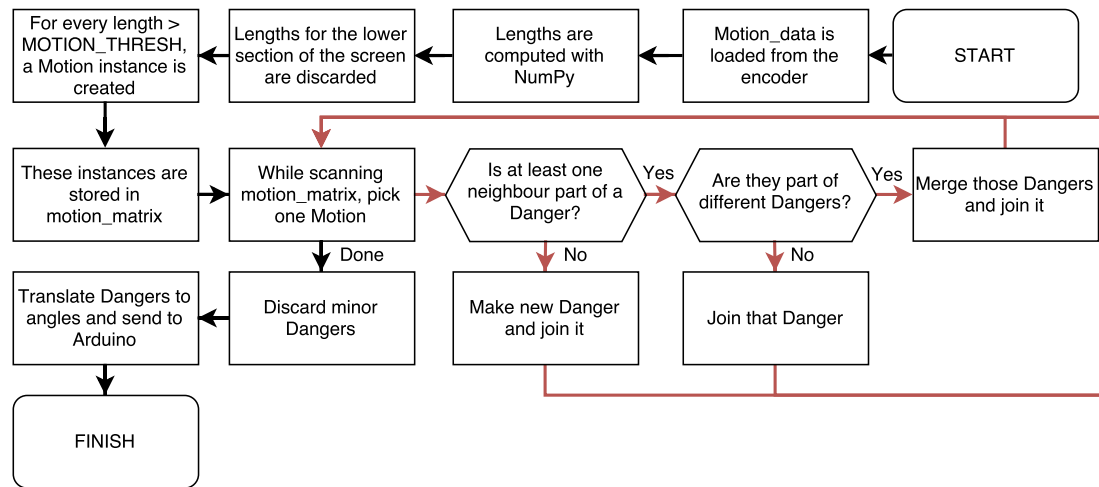 For every length >
MOTION_THRESH,
a Motion instance is
created
Lengths for the lower
section of the screen
are discarded
Lengths are
computed with
NumPy
Motion_data is
loaded from the
encoder
START
These instances are
stored in
motion_matrix
While scanning
motion_matrix, pick
one Motion
Is at least one
neighbour part of a
Danger?
Yes
Are they part of
different Dangers?
Yes
Merge those Dangers
and join it
Done
No
No
Translate Dangers to
angles and send to
Arduino
Discard minor
Dangers
Make new Danger
and join it
Join that Danger
FINISH